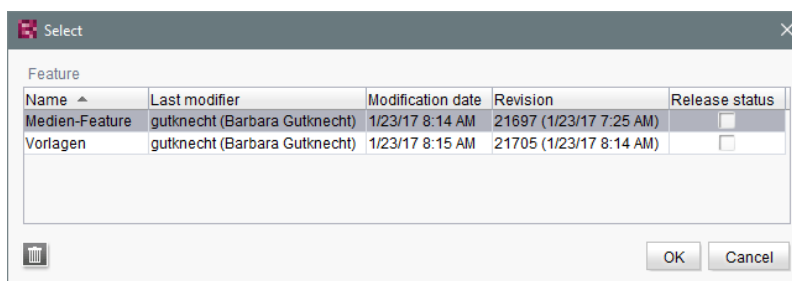 Select
Feature
Name Last modifier Modification date Revision Release status
Medien-Feature gutknecht (Barbara Gutknecht) 1/23/17 8:14 AM 21697 (1/23/17 7:25 AM)
Vorlagen gutknecht (Barbara Gutknecht) 1/23/17 8:15 AM 21705 (1/23/17 8:14 AM)
OK Cancel